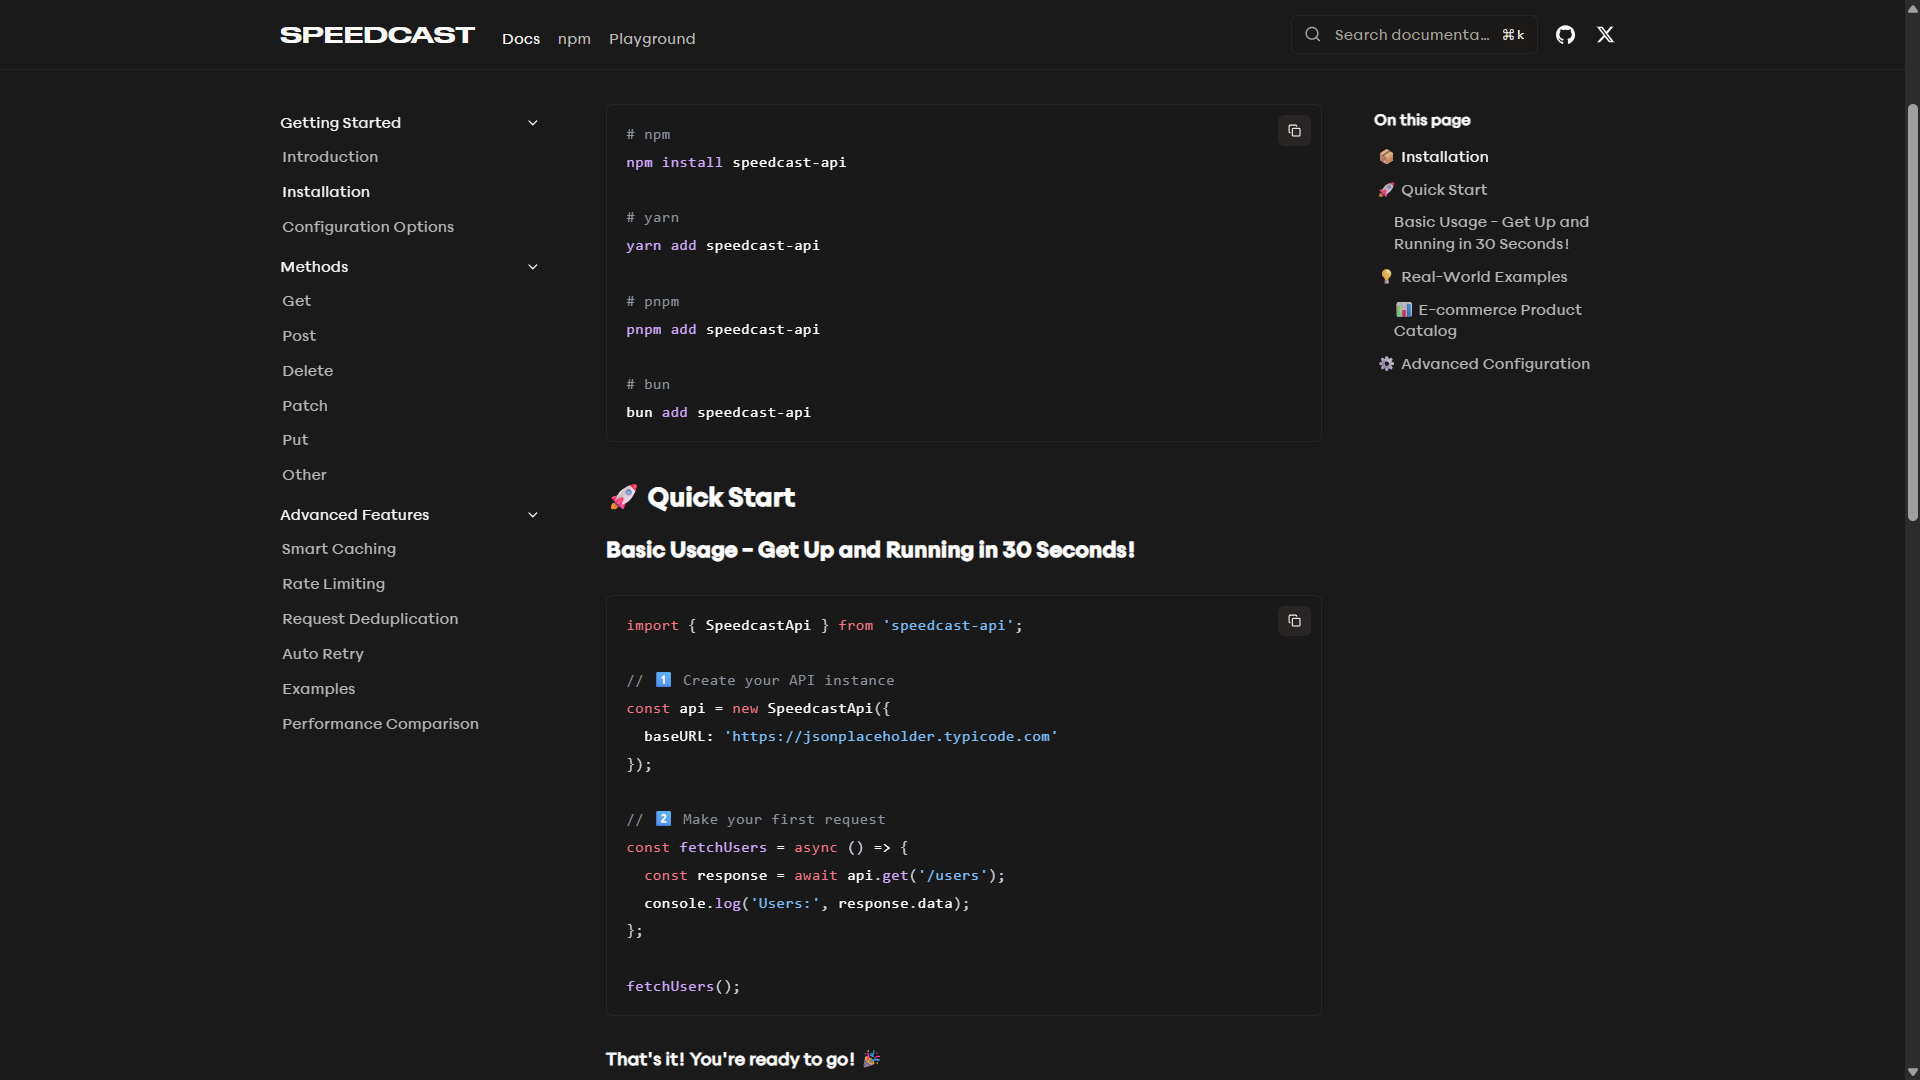 SPEEDCAST
Docs
npm
Playground
Search documenta... ⌘k
Getting Started
Introduction
Installation
Configuration Options
Methods
Get
Post
Delete
Patch
Put
Other
Advanced Features
Smart Caching
Rate Limiting
Request Deduplication
Auto Retry
Examples
Performance Comparison
# npm
npm install speedcast-api
# yarn
yarn add speedcast-api
# pnpm
pnpm add speedcast-api
# bun
bun add speedcast-api
🚀 Quick Start
Basic Usage - Get Up and Running in 30 Seconds!
import { SpeedcastApi } from 'speedcast-api';
// 1️⃣ Create your API instance
const api = new SpeedcastApi({
baseURL: 'https://jsonplaceholder.typicode.com'
});
// 2️⃣ Make your first request
const fetchUsers = async () => {
const response = await api.get('/users');
console.log('Users:', response.data);
};
fetchUsers();
That's it! You're ready to go! 🎉
On this page
📦 Installation
🚀 Quick Start
Basic Usage - Get Up and
Running in 30 Seconds!
💡 Real-World Examples
📊 E-commerce Product
Catalog
⚙️ Advanced Configuration